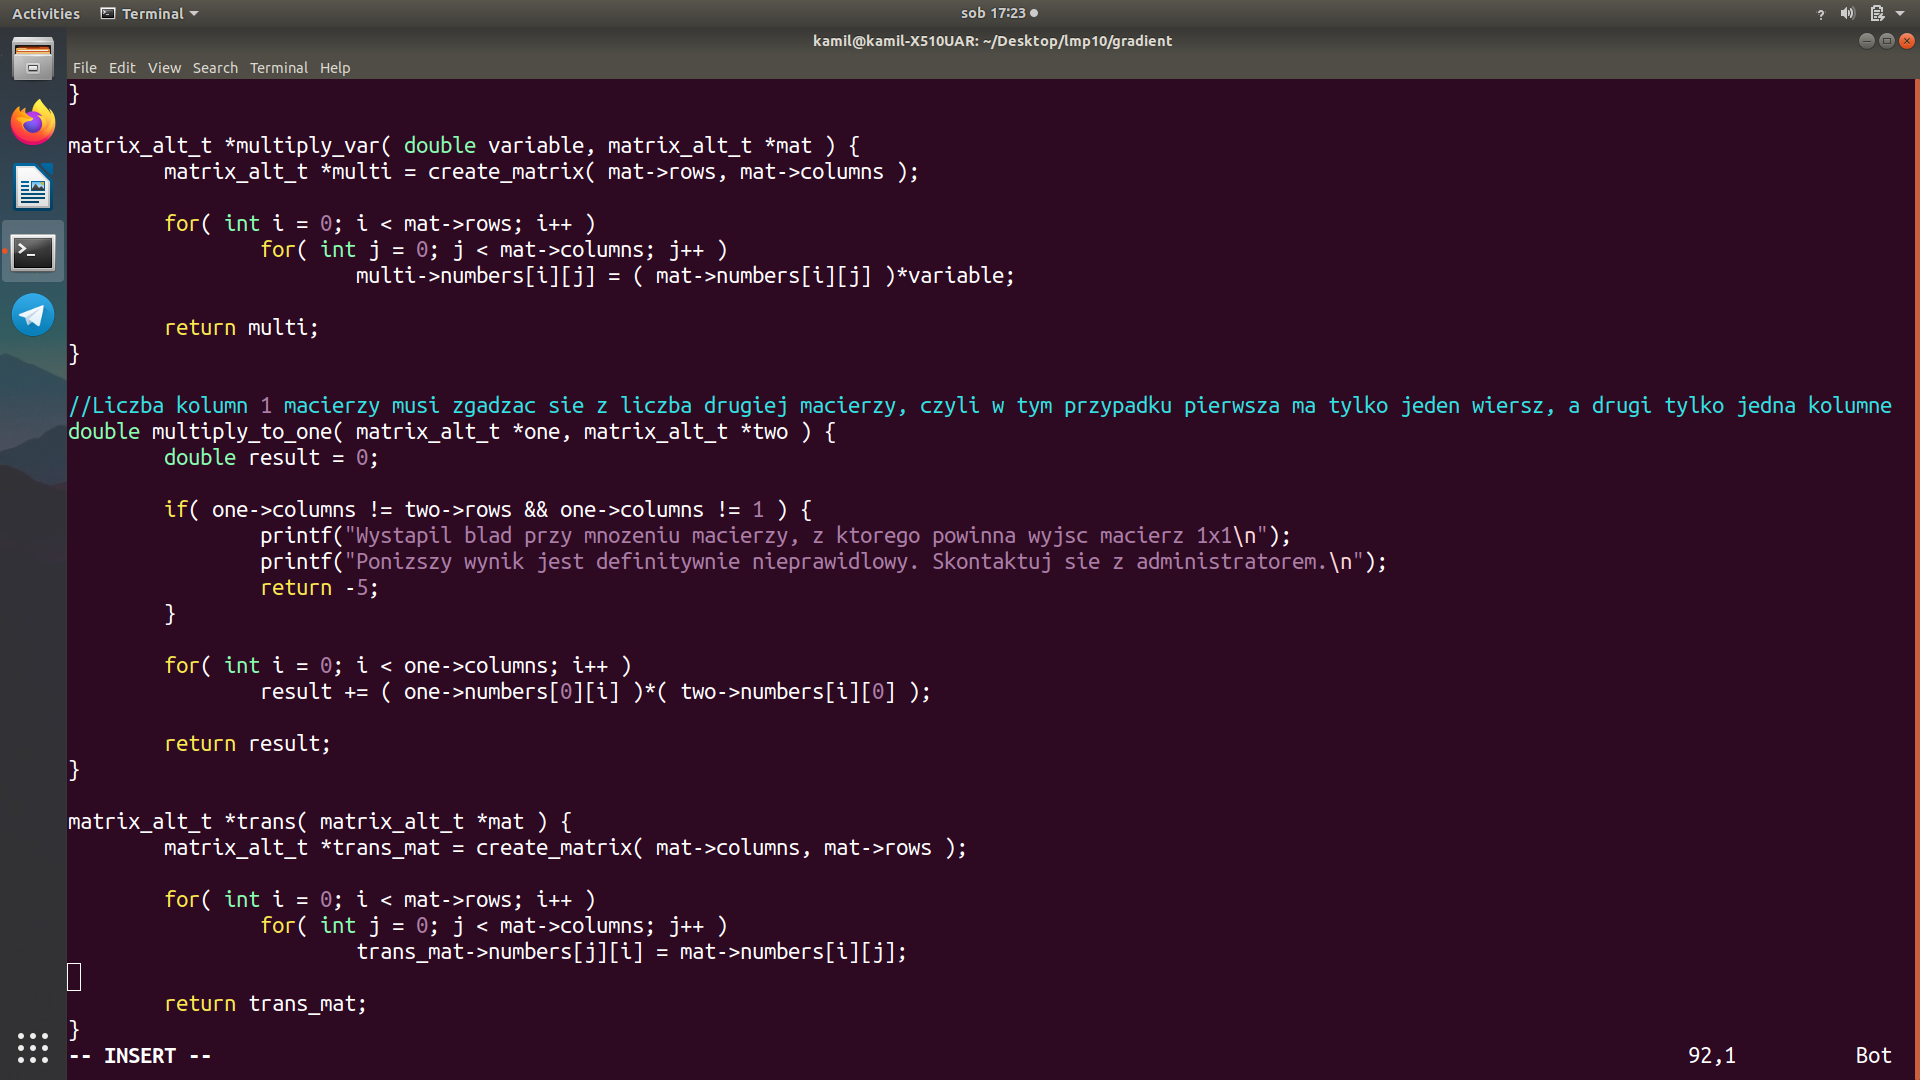 Activities Terminal sob 17:23
kamil@kamil-X510UAR: ~/Desktop/lmp10/gradient
File Edit View Search Terminal Help
}
matrix_alt_t *multiply_var( double variable, matrix_alt_t *mat ) {
        matrix_alt_t *multi = create_matrix( mat->rows, mat->columns );
        for( int i = 0; i < mat->rows; i++ )
                for( int j = 0; j < mat->columns; j++ )
                        multi->numbers[i][j] = ( mat->numbers[i][j] )*variable;
        return multi;
}
//Liczba kolumn 1 macierzy musi zgadzac sie z liczba drugiej macierzy, czyli w tym przypadku pierwsza ma tylko jeden wiersz, a drugi tylko jedna kolumne
double multiply_to_one( matrix_alt_t *one, matrix_alt_t *two ) {
        double result = 0;
        if( one->columns != two->rows && one->columns != 1 ) {
                printf("Wystapil blad przy mnozeniu macierzy, z ktorego powinna wyjsc macierz 1x1\n");
                printf("Ponizszy wynik jest definitywnie nieprawidlowy. Skontaktuj sie z administratorem.\n");
                return -5;
        }
        for( int i = 0; i < one->columns; i++ )
                result += ( one->numbers[0][i] )*( two->numbers[i][0] );
        return result;
}
matrix_alt_t *trans( matrix_alt_t *mat ) {
        matrix_alt_t *trans_mat = create_matrix( mat->columns, mat->rows );
        for( int i = 0; i < mat->rows; i++ )
                for( int j = 0; j < mat->columns; j++ )
                        trans_mat->numbers[j][i] = mat->numbers[i][j];
        return trans_mat;
}
-- INSERT -- 92,1 Bot